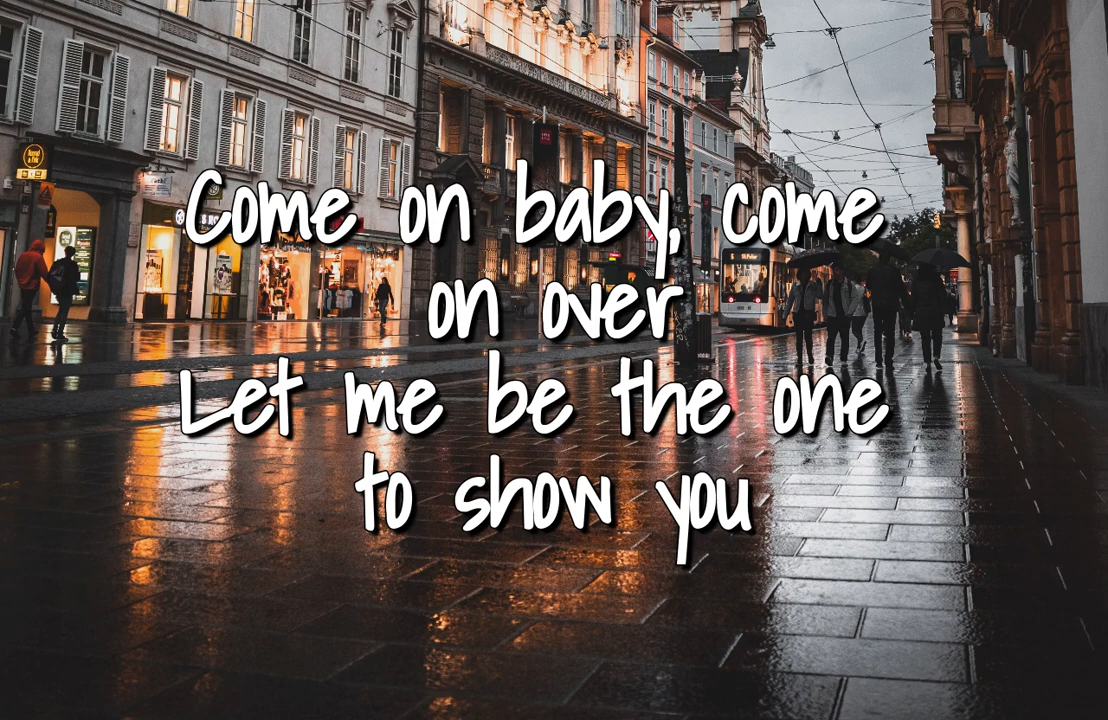 Come on baby, come
on over
Let me be the one
to show you